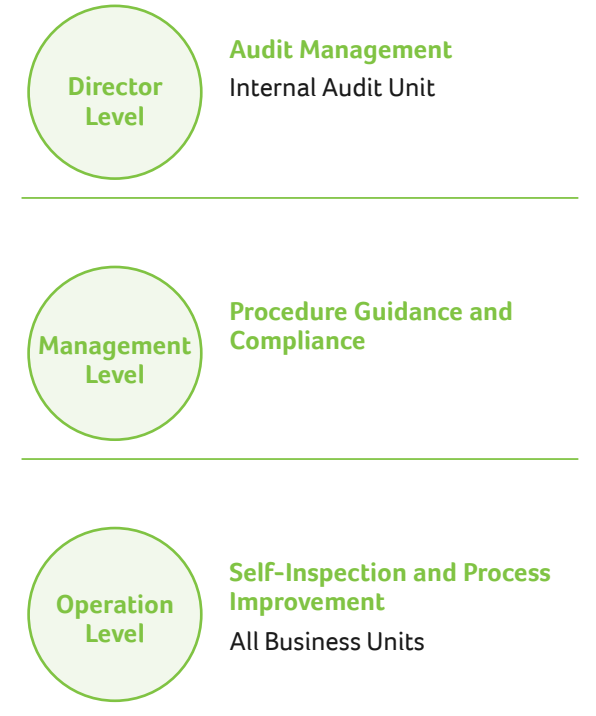 Director
Level
Audit Management
Internal Audit Unit
Management
Level
Procedure Guidance and
Compliance
Operation
Level
Self-Inspection and Process
Improvement
All Business Units